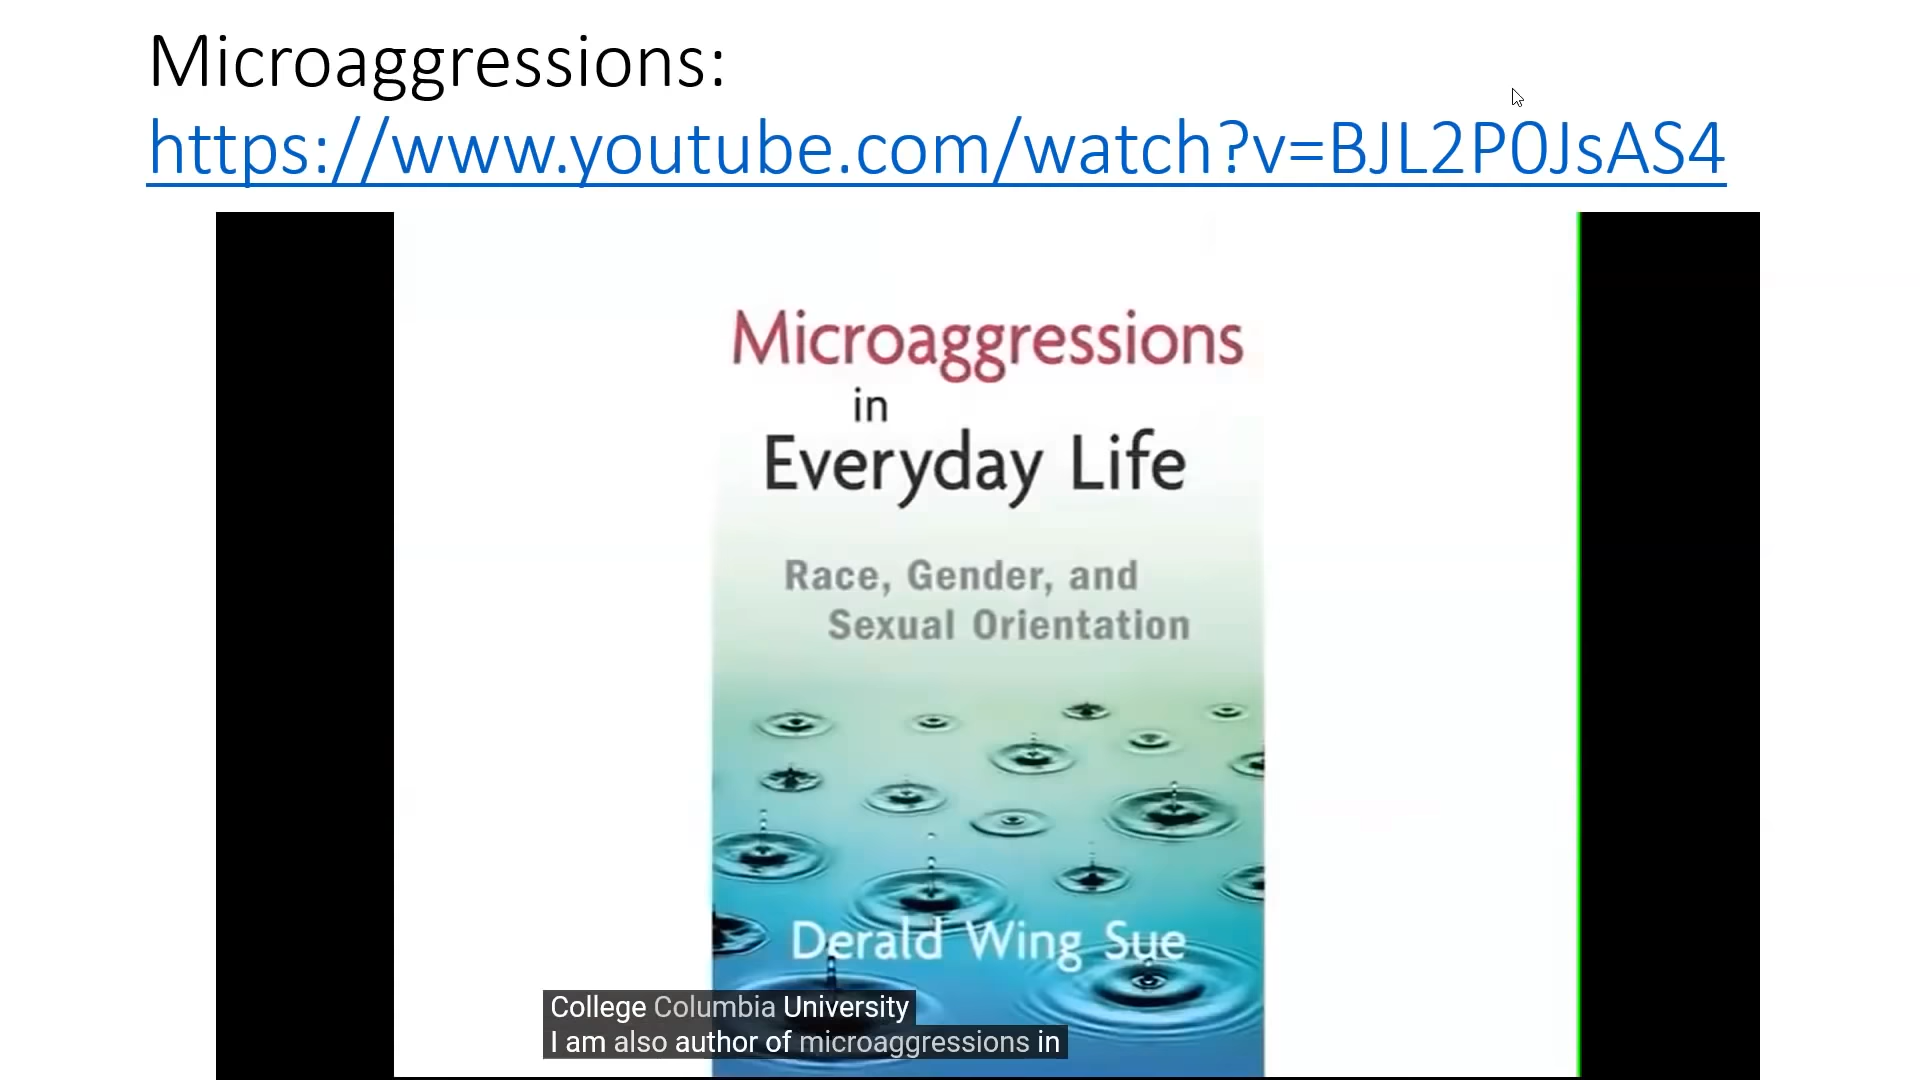 Microaggressions:
https://www.youtube.com/watch?v=BJL2P0JsAS4
Microaggressions
in
Everyday Life
Race, Gender, and
Sexual Orientation
Derald Wing Sue
College Columbia University
I am also author of microaggressions in